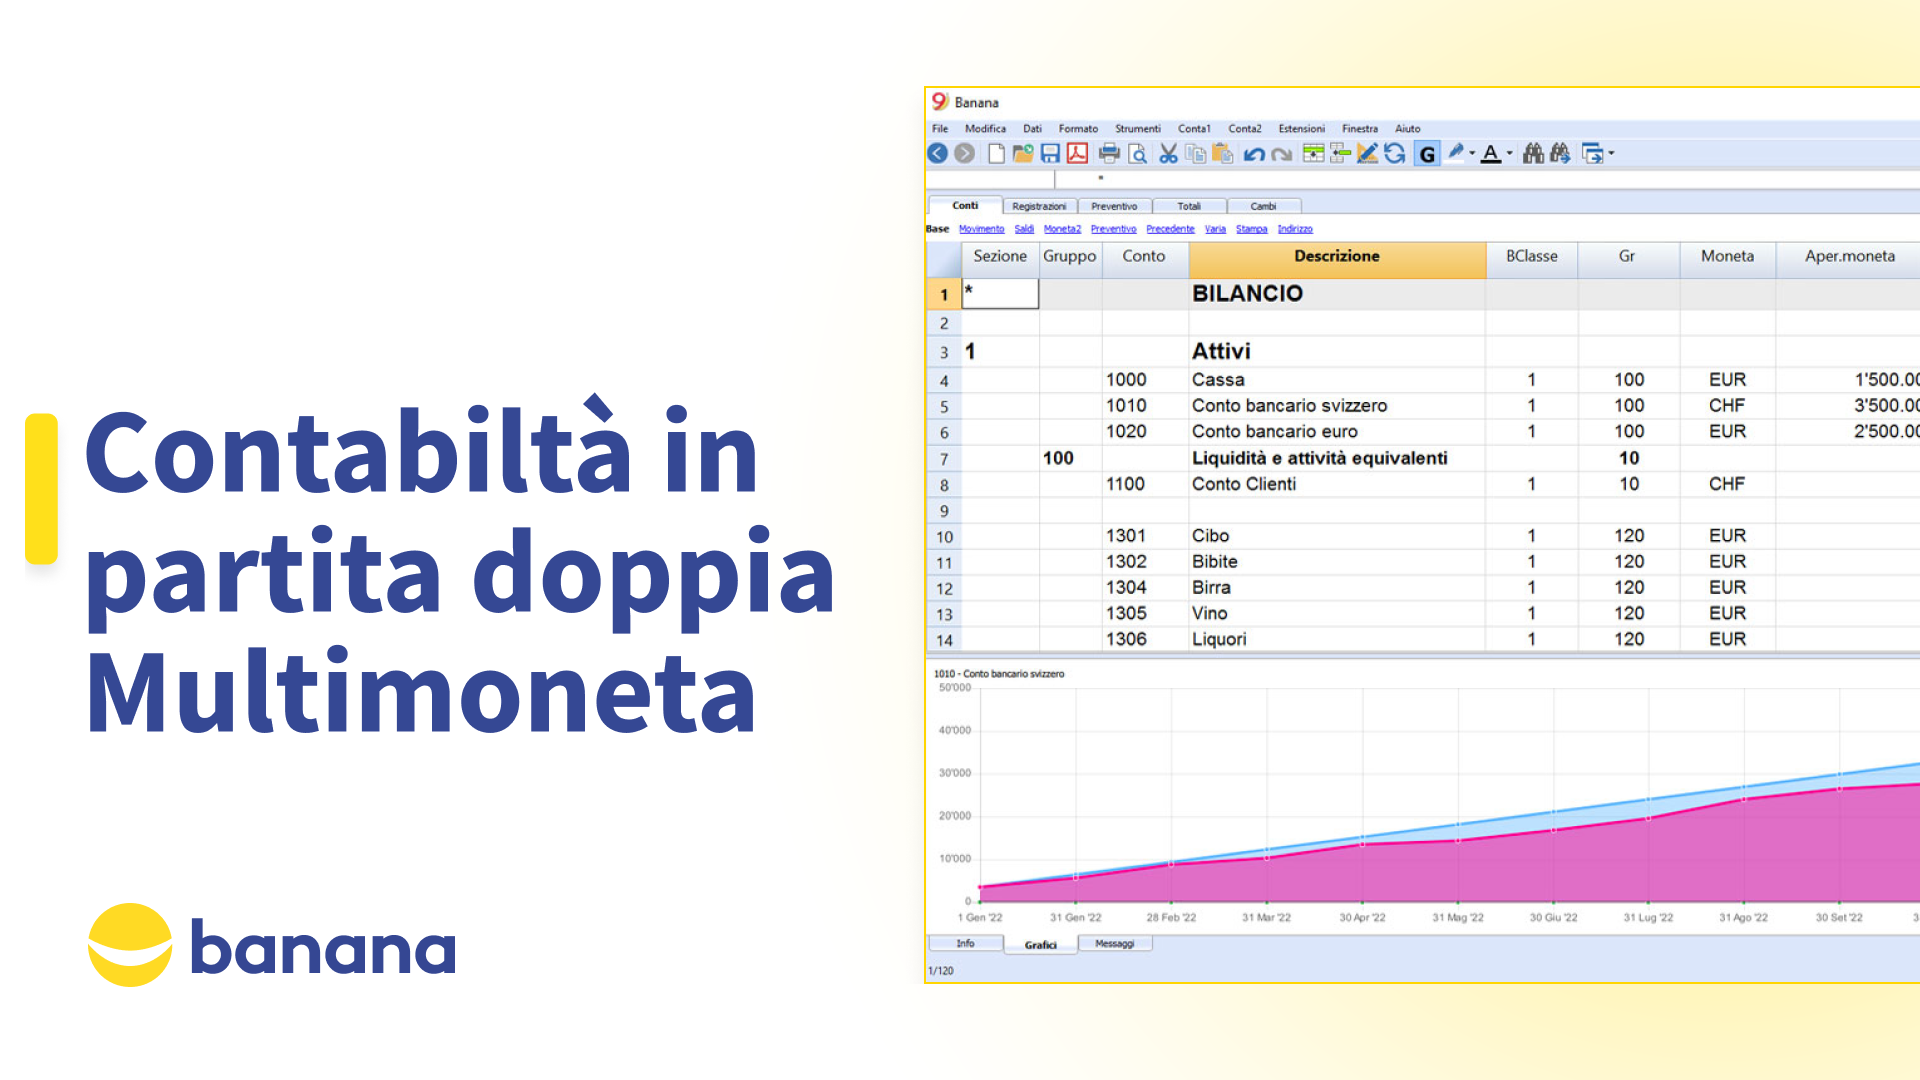 Contabiltà in
partita doppia
Multimoneta
banana
Banana
File Modifica Dati Formato Strumenti Conta1 Conta2 Estensioni Finestra Aiuto
G A
*
Conti Registrazioni Preventivo Totali Cambi
Base Movimento Saldi Moneta2 Preventivo Precedente Varia Stampa Indirizzo
Sezione Gruppo Conto Descrizione BClasse Gr Moneta Aper.moneta
1 * BILANCIO
2
3 1 Attivi
4 1000 Cassa 1 100 EUR 1'500.00
5 1010 Conto bancario svizzero 1 100 CHF 3'500.00
6 1020 Conto bancario euro 1 100 EUR 2'500.00
7 100 Liquidità e attività equivalenti 10
8 1100 Conto Clienti 1 10 CHF
9
10 1301 Cibo 1 120 EUR
11 1302 Bibite 1 120 EUR
12 1304 Birra 1 120 EUR
13 1305 Vino 1 120 EUR
14 1306 Liquori 1 120 EUR
1010 - Conto bancario svizzero
50'000
40'000
30'000
20'000
10'000
0
1 Gen '22 31 Gen '22 28 Feb '22 31 Mar '22 30 Apr '22 31 Mag '22 30 Giu '22 31 Lug '22 31 Ago '22 30 Set '22 3
Info Grafici Messaggi
1/120